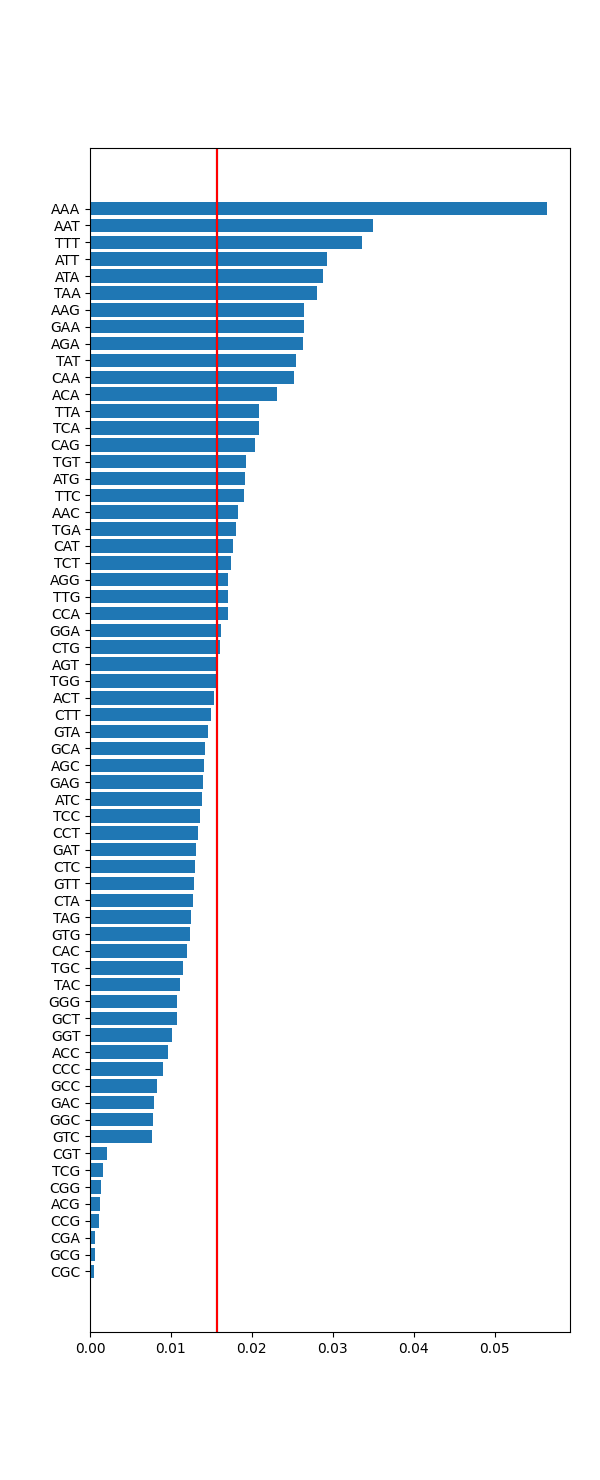 AAA
AAT
TTT
ATT
ATA
TAA
AAG
GAA
AGA
TAT
CAA
ACA
TTA
TCA
CAG
TGT
ATG
TTC
AAC
TGA
CAT
TCT
AGG
TTG
CCA
GGA
CTG
AGT
TGG
ACT
CTT
GTA
GCA
AGC
GAG
ATC
TCC
CCT
GAT
CTC
GTT
CTA
TAG
GTG
CAC
TGC
TAC
GGG
GCT
GGT
ACC
CCC
GCC
GAC
GGC
GTC
CGT
TCG
CGG
ACG
CCG
CGA
GCG
CGC
0.00 0.01 0.02 0.03 0.04 0.05